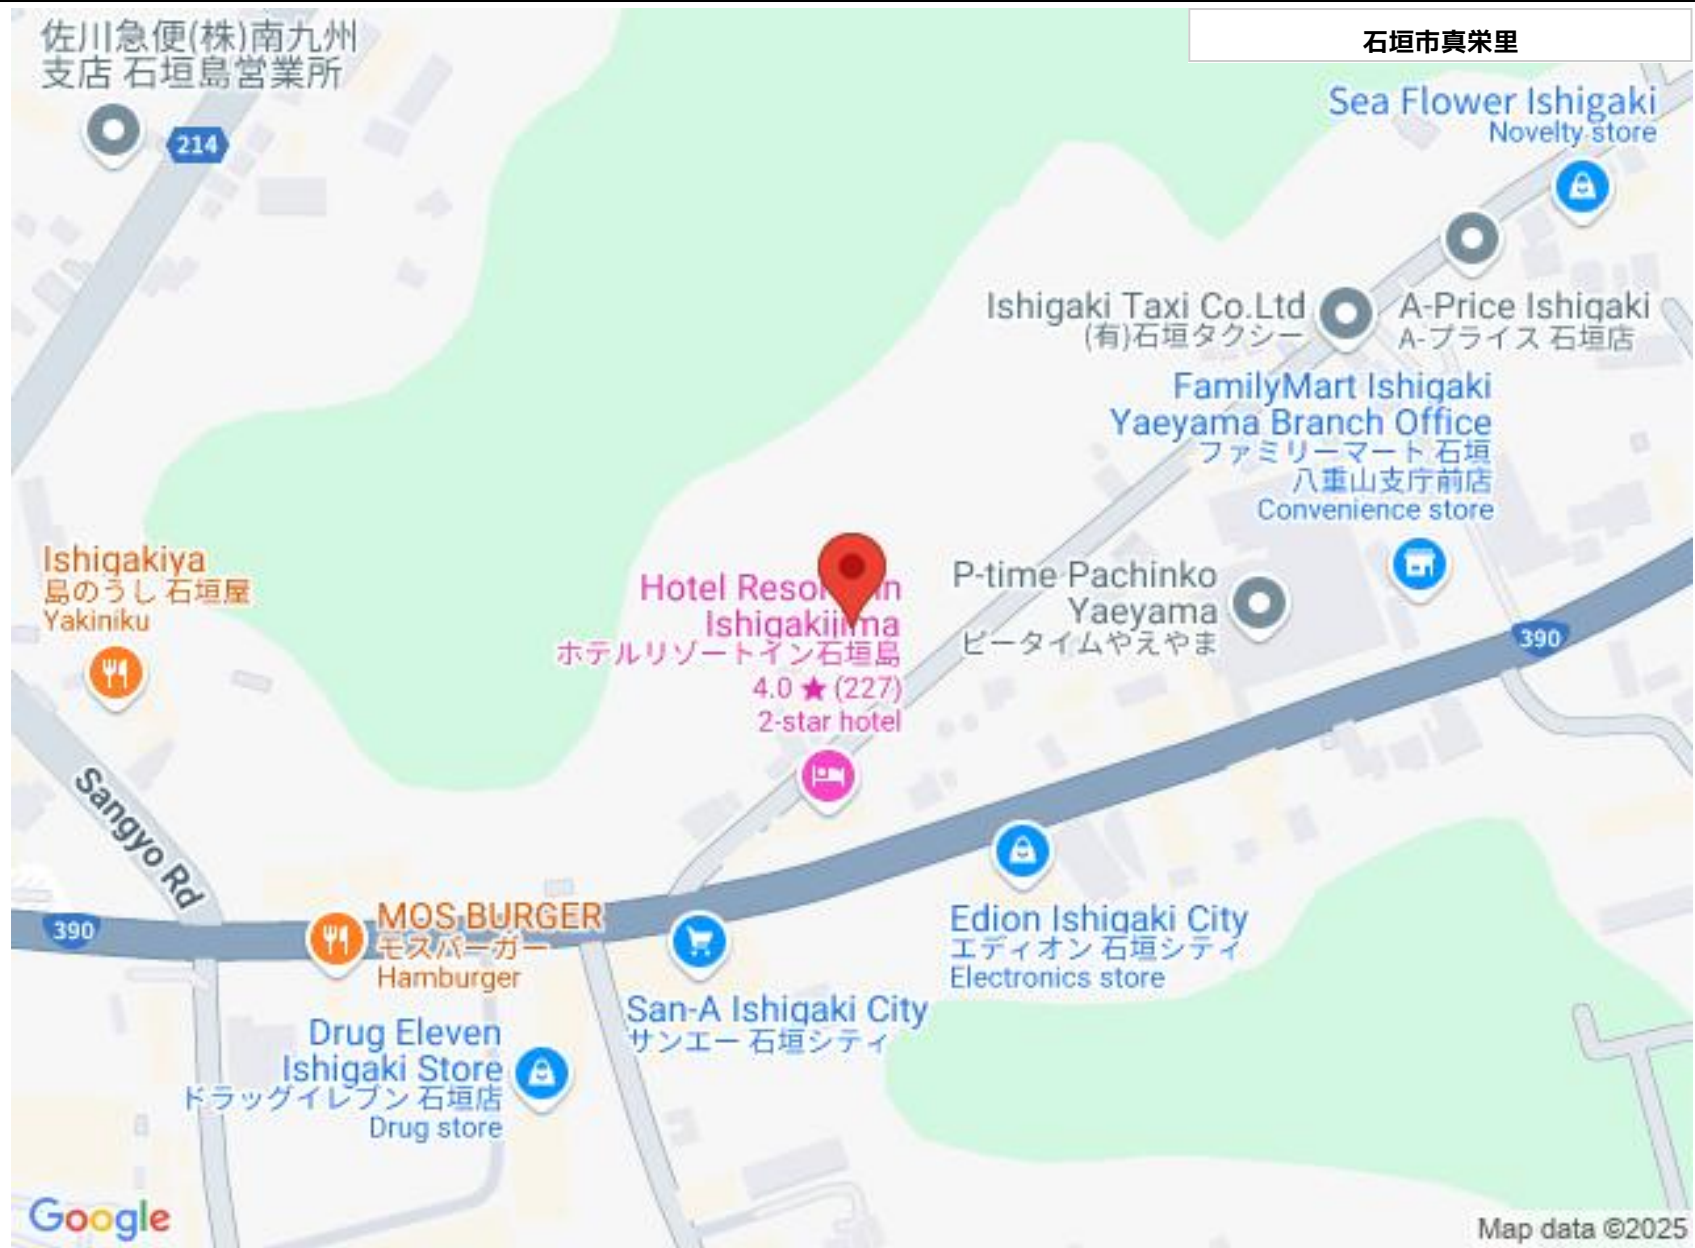 佐川急便(株)南九州
支店 石垣島営業所
214
石垣市真栄里
Sea Flower Ishigaki
Novelty store
Ishigaki Taxi Co.Ltd
(有)石垣タクシー
A-Price Ishigaki
A-プライス 石垣店
FamilyMart Ishigaki
Yaeyama Branch Office
ファミリーマート 石垣
八重山支庁前店
Convenience store
Ishigakiya
島のうし 石垣屋
Yakiniku
Hotel
Ishigakijima
ホテルリゾートイン石垣島
4.0 ★ (227)
2-star hotel
P-time Pachinko
Yaeyama
ピータイムやえやま
390
Sangyo Rd
390
MOS BURGER
モスバーガー
Hamburger
Edion Ishigaki City
エディオン 石垣シティ
Electronics store
San-A Ishigaki City
サンエー 石垣シティ
Drug Eleven
Ishigaki Store
ドラッグイレブン 石垣店
Drug store
Google
Map data ©2025